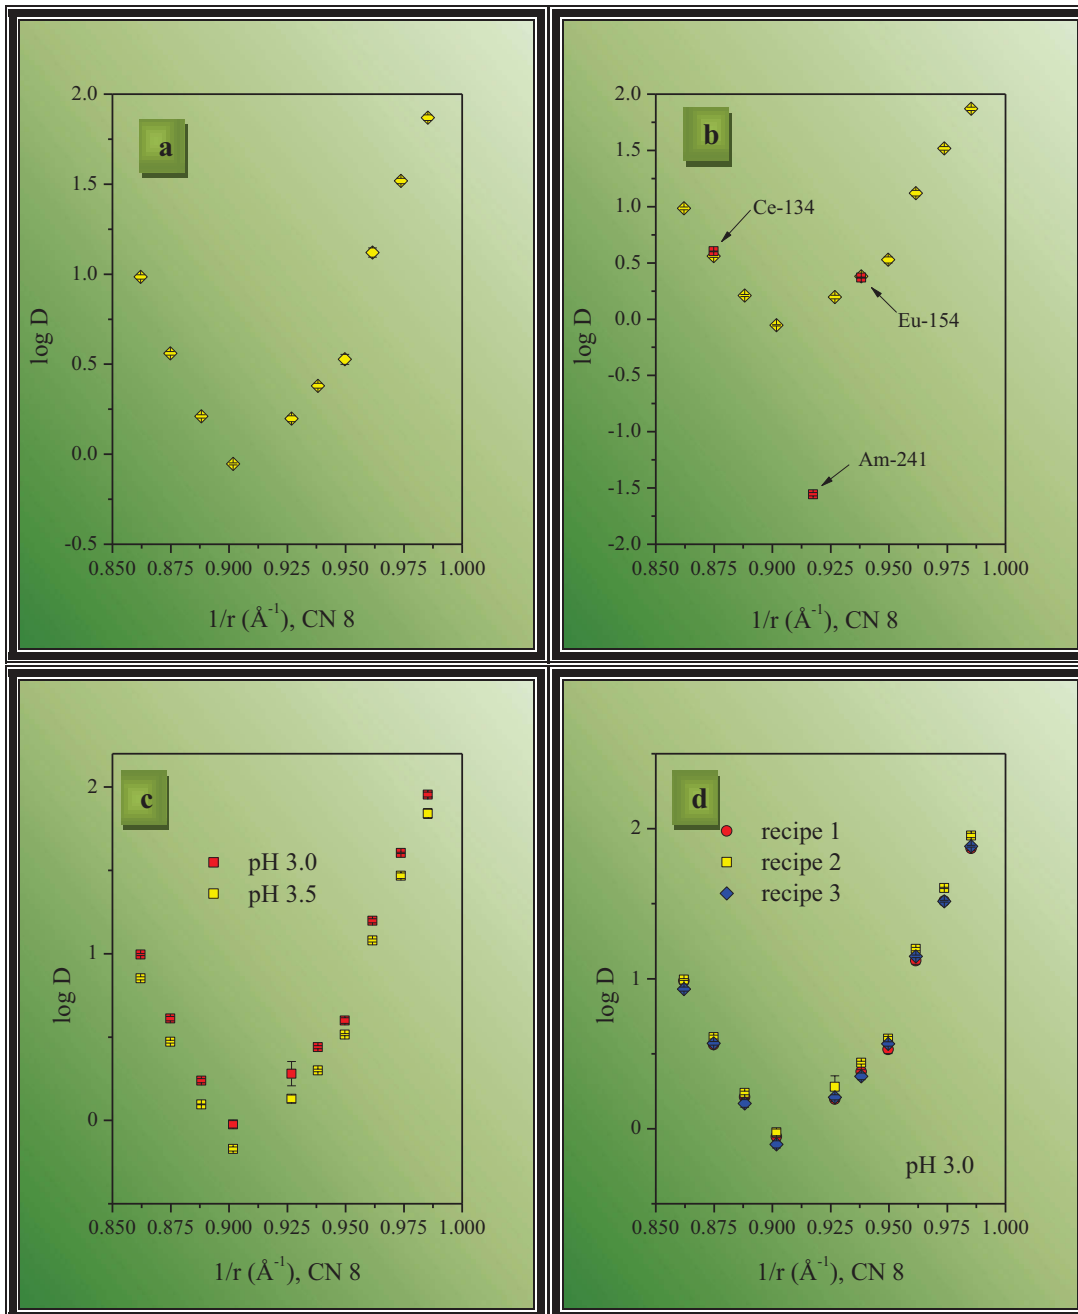 a
2.0
1.5
1.0
0.5
0.0
-0.5
log D
0.850 0.875 0.900 0.925 0.950 0.975 1.000
1/r (Å⁻¹), CN 8
b
2.0
1.5
1.0
0.5
0.0
-0.5
-1.0
-1.5
-2.0
log D
Ce-134
Eu-154
Am-241
0.850 0.875 0.900 0.925 0.950 0.975 1.000
1/r (Å⁻¹), CN 8
c
2
1
0
log D
pH 3.0
pH 3.5
0.850 0.875 0.900 0.925 0.950 0.975 1.000
1/r (Å⁻¹), CN 8
d
2
1
0
log D
recipe 1
recipe 2
recipe 3
pH 3.0
0.850 0.875 0.900 0.925 0.950 0.975 1.000
1/r (Å⁻¹), CN 8